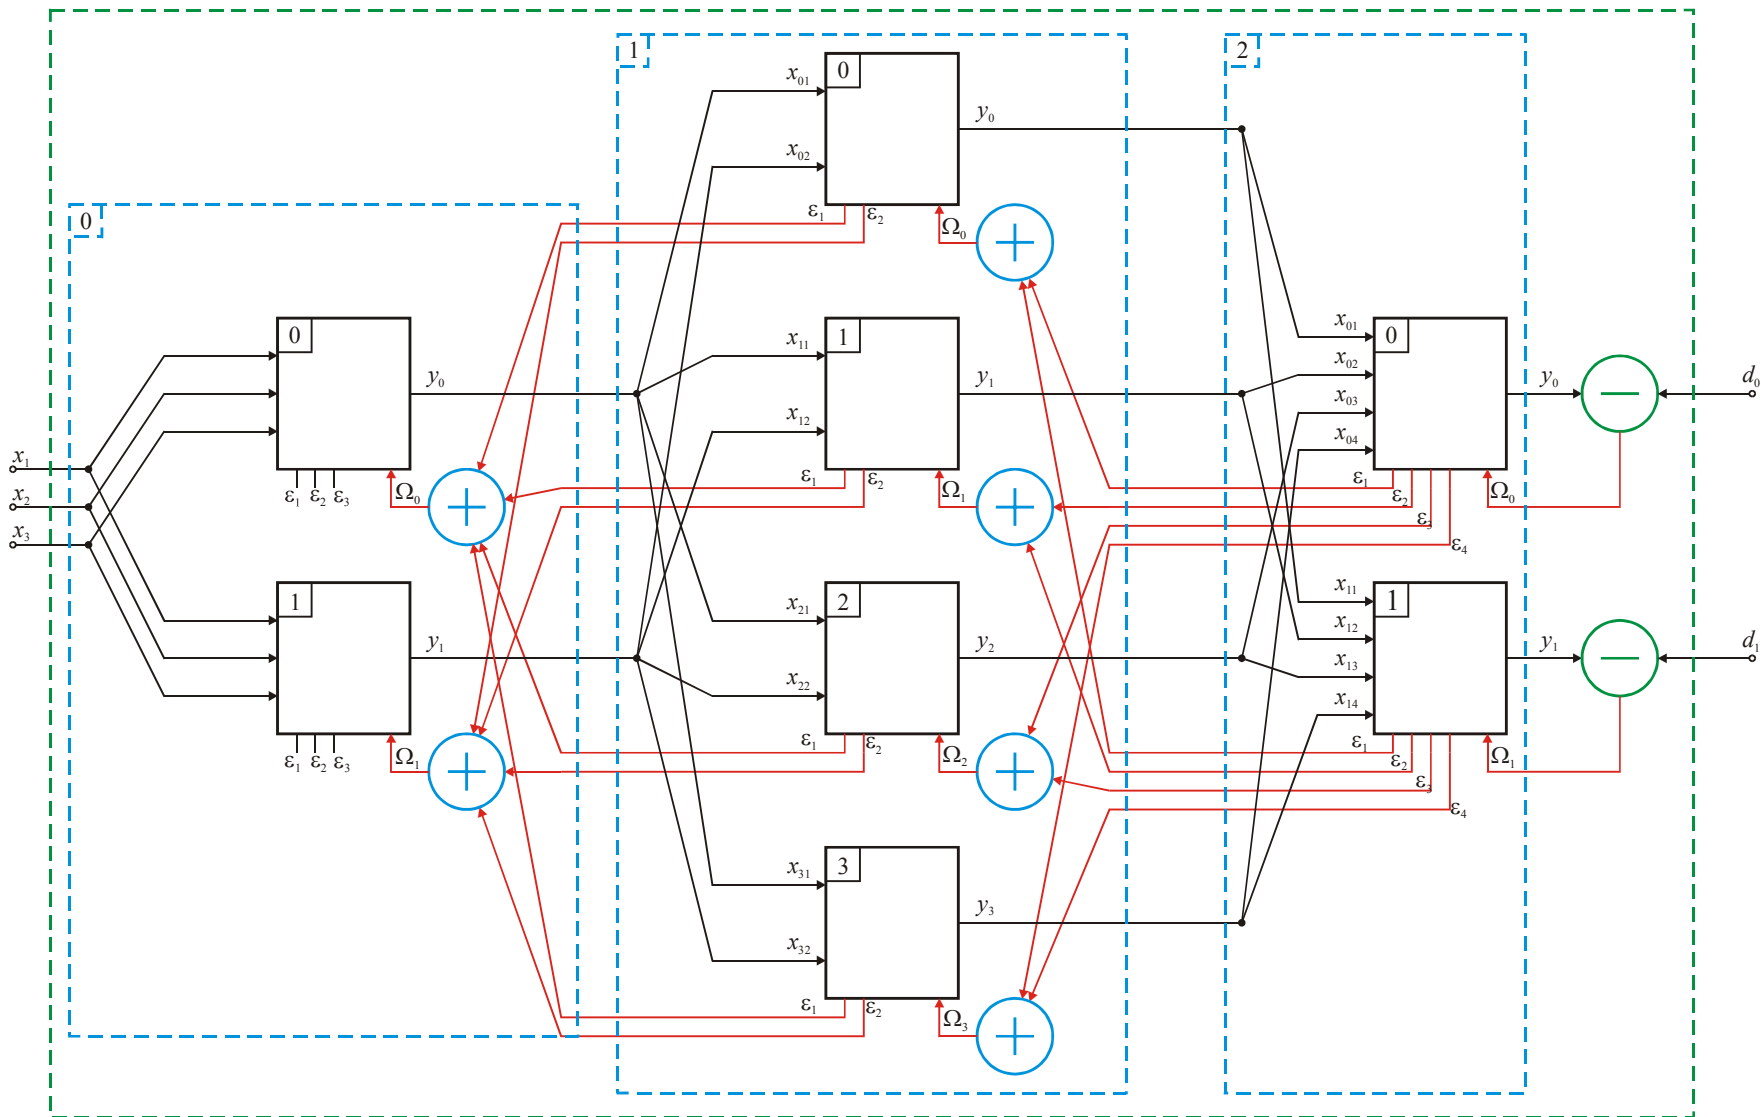 1
2
0
x₀₁
y₀
x₀₂
0
ε₁
ε₂
Ω₀
0
y₀
x₁₁
1
y₁
x₁₂
x₀₁
0
x₀₂
x₀₃
x₀₄
y₀
d₀
x₁
x₂
x₃
ε₁
ε₂
ε₃
Ω₀
ε₁
ε₂
Ω₁
ε₁
ε₂
ε₃
ε₄
Ω₀
1
y₁
x₂₁
2
y₂
x₂₂
x₁₁
1
x₁₂
x₁₃
x₁₄
y₁
d₁
ε₁
ε₂
ε₃
Ω₁
ε₁
ε₂
Ω₂
ε₁
ε₂
ε₃
ε₄
Ω₁
x₃₁
3
y₃
x₃₂
ε₁
ε₂
Ω₃